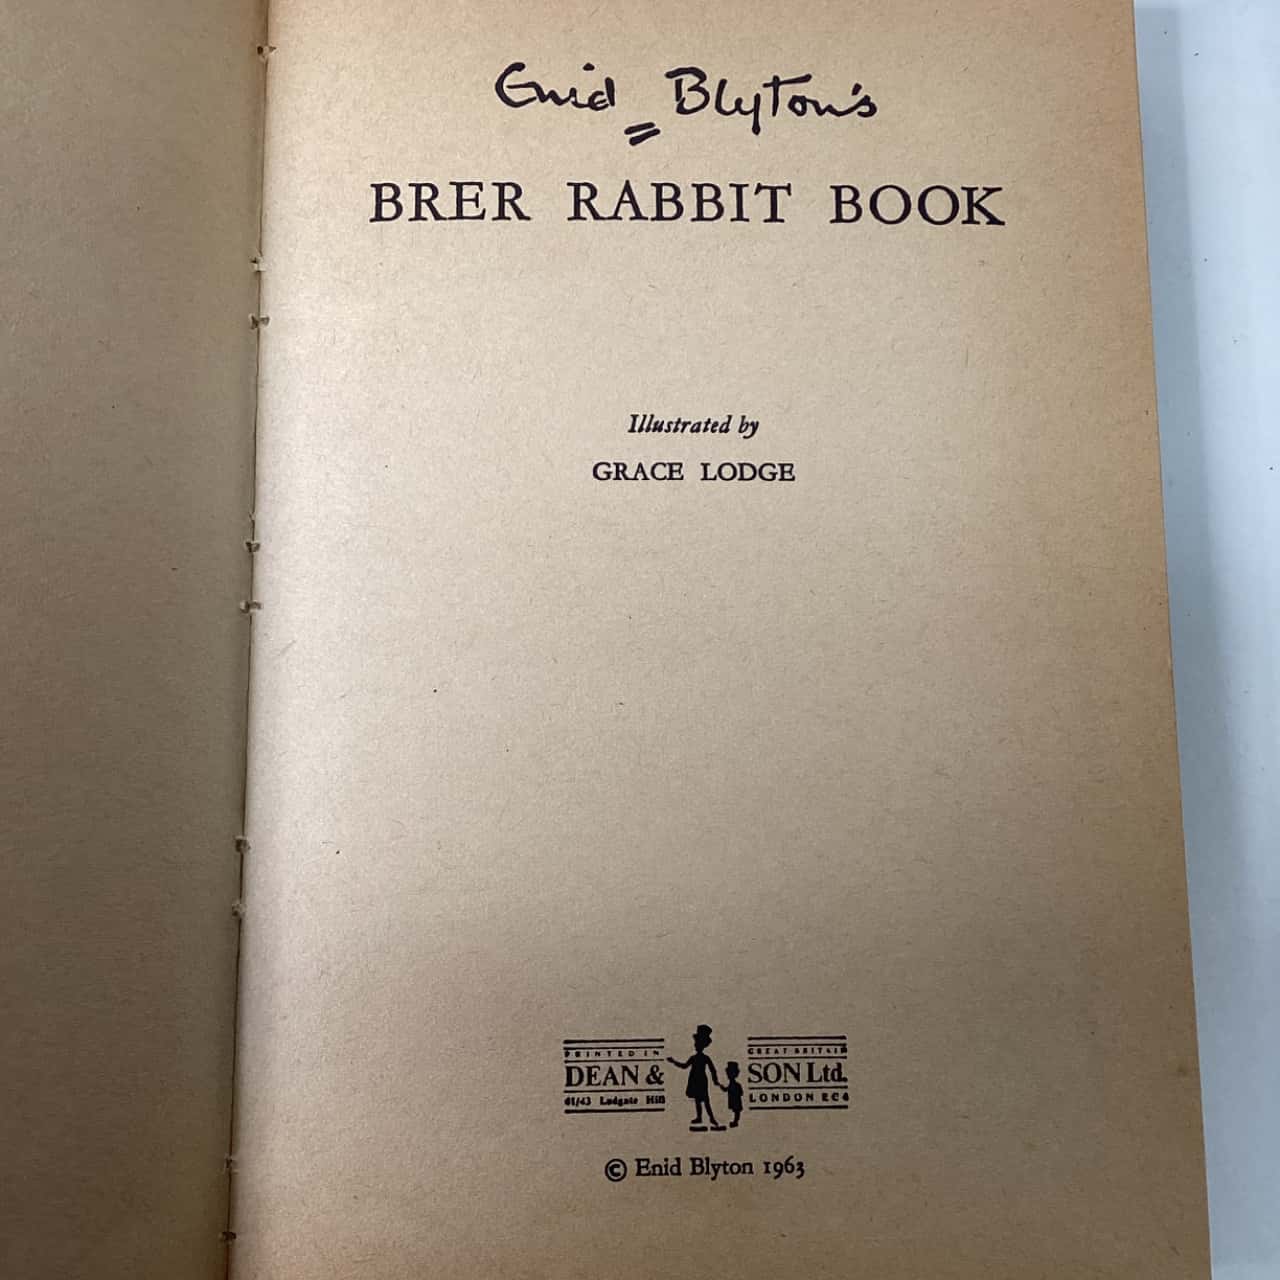 Enid Blyton's
BRER RABBIT BOOK
Illustrated by
GRACE LODGE
PRINTED IN GREAT BRITAIN
DEAN & SON Ltd.
41/43 Ludgate Hill LONDON EC4
© Enid Blyton 1963